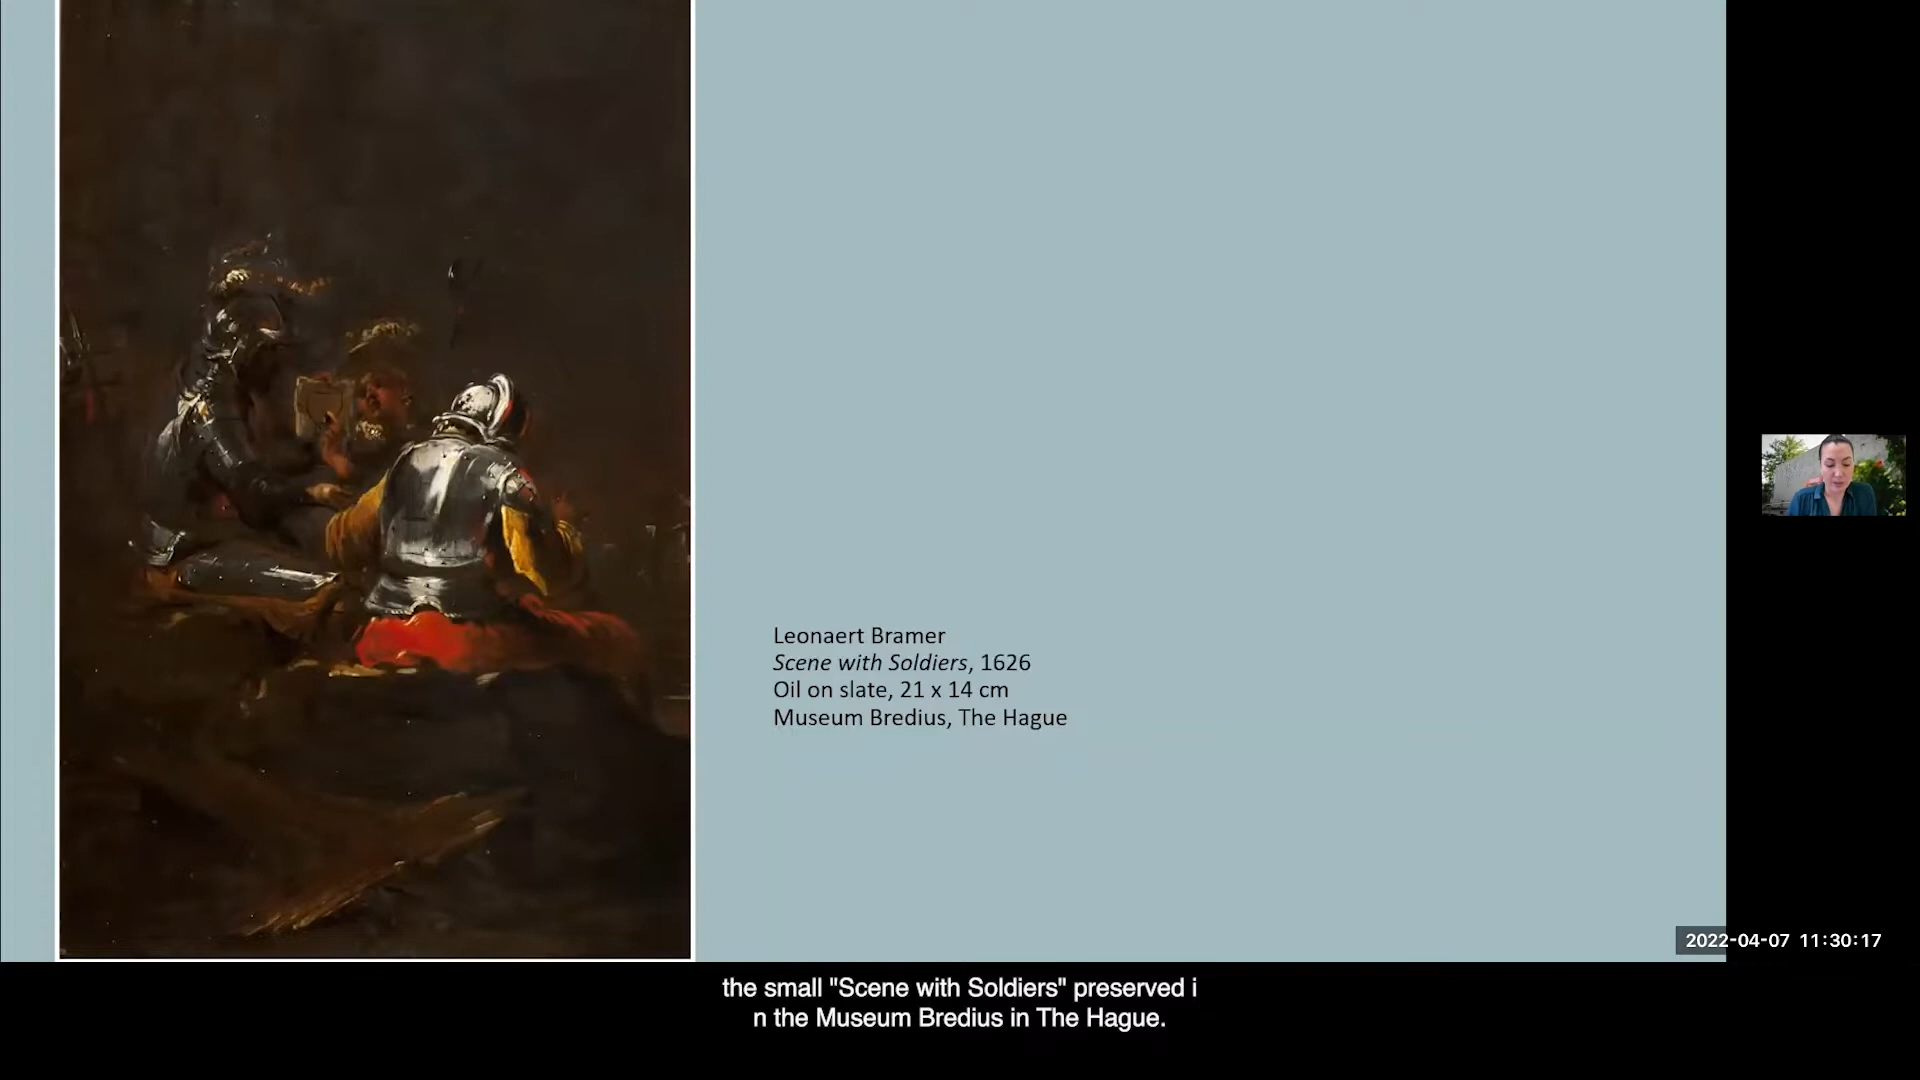 Leonaert Bramer
Scene with Soldiers, 1626
Oil on slate, 21 x 14 cm
Museum Bredius, The Hague
2022-04-07 11:30:17
the small "Scene with Soldiers" preserved i
n the Museum Bredius in The Hague.